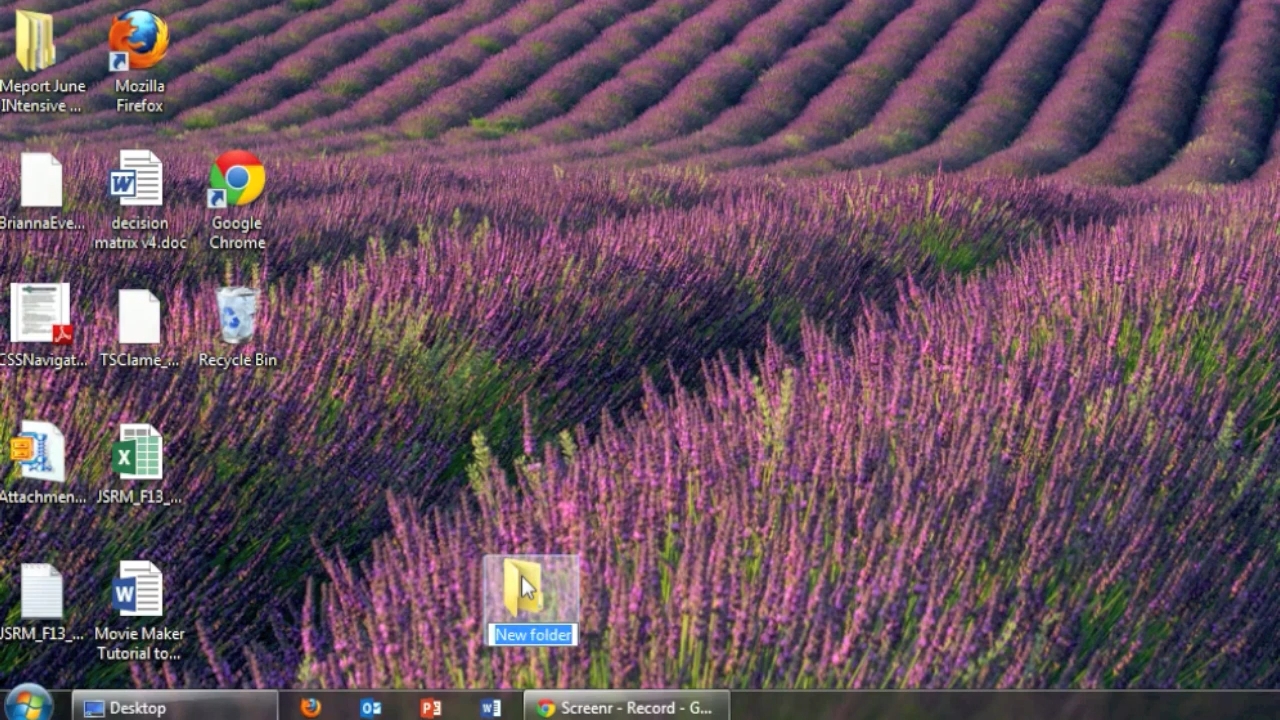 Meport June
INtensive ...
Mozilla
Firefox
BriannaEve...
decision
matrix v4.doc
Google
Chrome
CSSNavigat...
TSClame_...
Recycle Bin
Attachmen...
JSRM_F13_...
JSRM_F13_...
Movie Maker
Tutorial to...
New folder
Desktop
Screenr - Record - G...